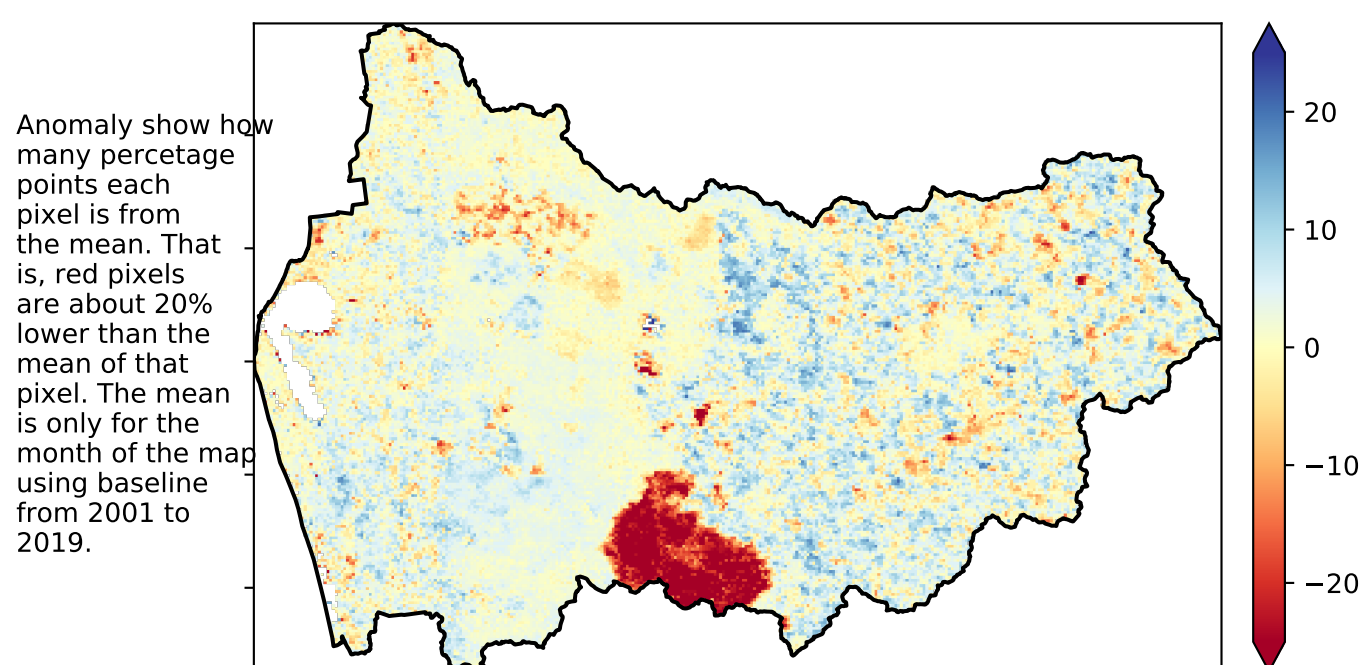 Anomaly show how
many percetage
points each
pixel is from
the mean. That
is, red pixels
are about 20%
lower than the
mean of that
pixel. The mean
is only for the
month of the map
using baseline
from 2001 to
2019.
20
10
0
−10
−20